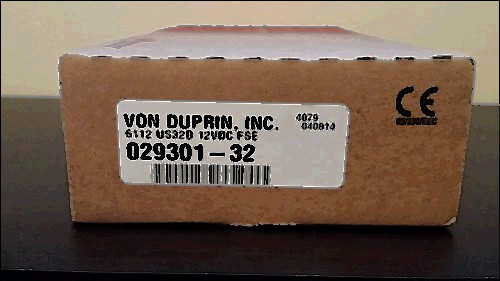 VON DUPRIN, INC. 4079
6112 US32D 12VDC FSE 040814
029301-32
CE